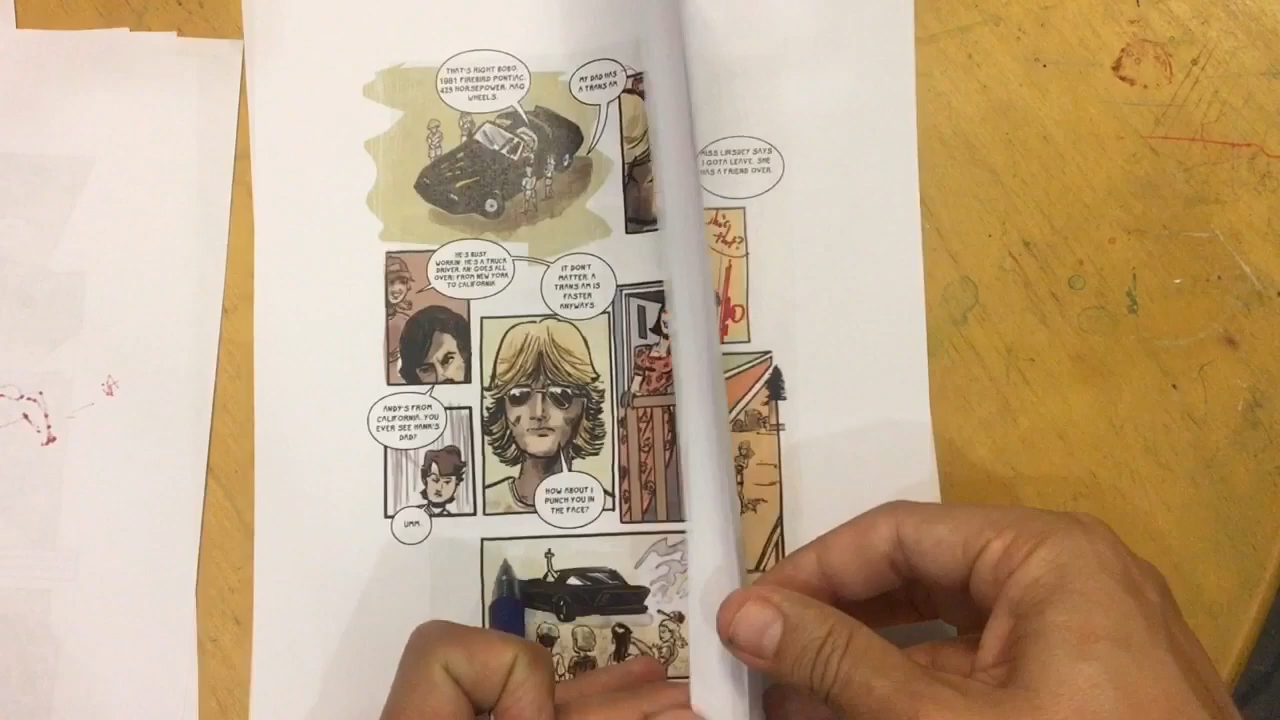 THAT'S RIGHT BOBO.
1981 FIREBIRD PONTIAC.
425 HORSEPOWER. MAG
WHEELS.
MY DAD HAS
A TRANS AM
MISS LINDSEY SAYS
I GOTA LEAVE. SHE
HAS A FRIEND OVER.
HE'S BUSY
WORKIN. HE'S A TRUCK
DRIVER. AN' GOES ALL
OVER: FROM NEW YORK
TO CALIFORNIA
IT DON'T
MATTER. A
TRANS AM IS
FASTER
ANYWAYS.
ANDY'S FROM
CALIFORNIA. YOU
EVER SEE HANK'S
DAD?
UMM.
HOW ABOUT I
PUNCH YOU IN
THE FACE?